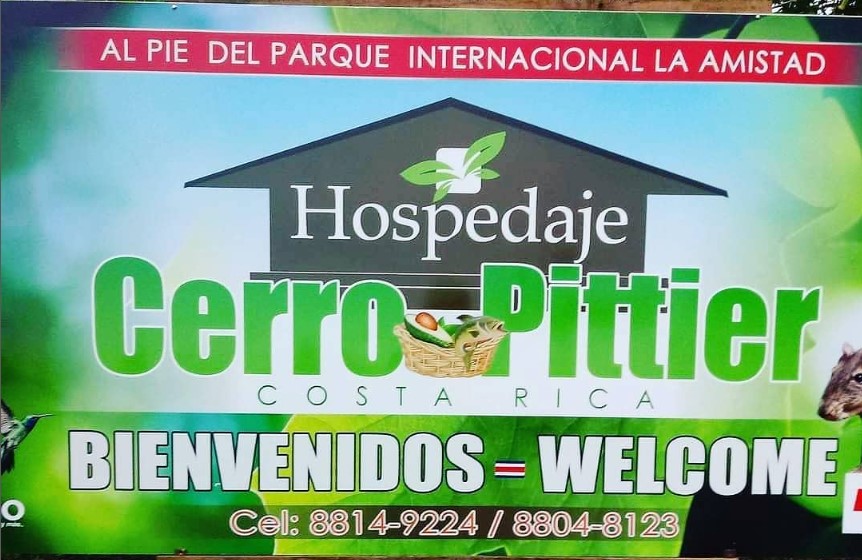 AL PIE DEL PARQUE INTERNACIONAL LA AMISTAD
Hospedaje
Cerro Pittier
COSTA RICA
BIENVENIDOS = WELCOME
Cel: 8814-9224 / 8804-8123
O
y más...